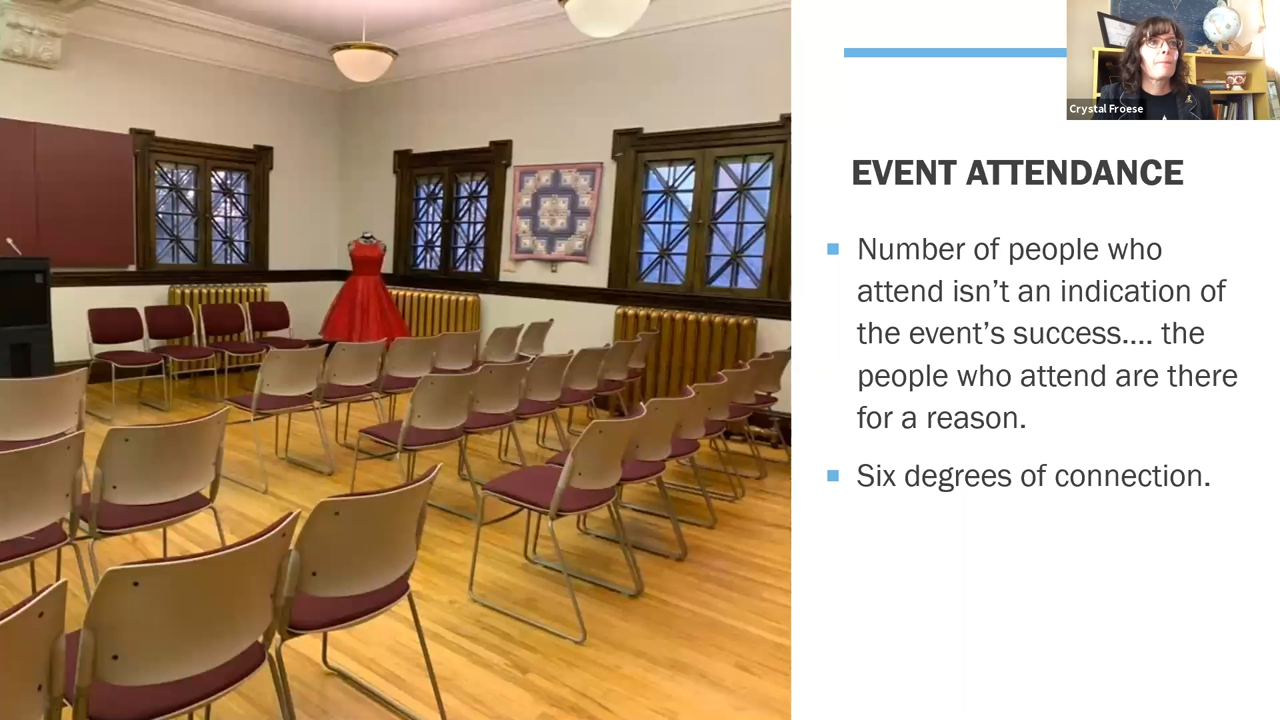 Crystal Froese
EVENT ATTENDANCE
Number of people who
attend isn’t an indication of
the event’s success.... the
people who attend are there
for a reason.
Six degrees of connection.